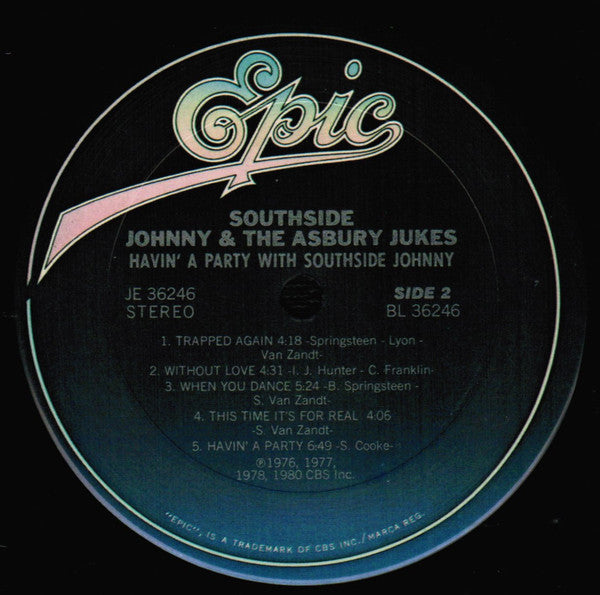 Epic
SOUTHSIDE
JOHNNY & THE ASBURY JUKES
HAVIN' A PARTY WITH SOUTHSIDE JOHNNY
JE 36246
STEREO
SIDE 2
BL 36246
1. TRAPPED AGAIN 4:18 -Springsteen - Lyon -
Van Zandt-
2. WITHOUT LOVE 4:31 -I. J. Hunter - C. Franklin-
3. WHEN YOU DANCE 5:24 -B. Springsteen -
S. Van Zandt-
4. THIS TIME IT'S FOR REAL 4:06
-S. Van Zandt-
5. HAVIN' A PARTY 6:49 -S. Cooke-
℗1976, 1977,
1978, 1980 CBS Inc.
"EPIC", IS A TRADEMARK OF CBS INC./MARCA REG.